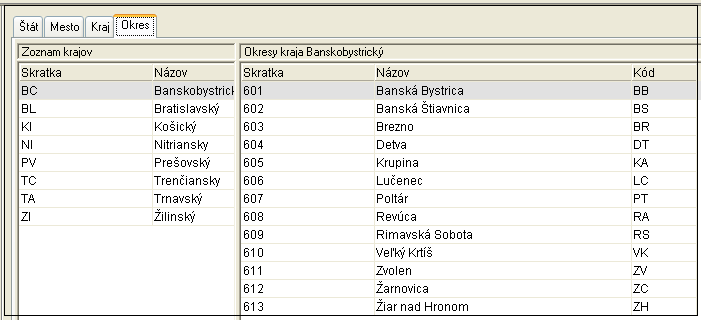 Štát Mesto Kraj Okres
Zoznam krajov
Skratka Názov
BC Banskobystrick
BL Bratislavský
KI Košický
NI Nitriansky
PV Prešovský
TC Trenčiansky
TA Trnavský
ZI Žilinský
Okresy kraja Banskobystrický
Skratka Názov Kód
601 Banská Bystrica BB
602 Banská Štiavnica BS
603 Brezno BR
604 Detva DT
605 Krupina KA
606 Lučenec LC
607 Poltár PT
608 Revúca RA
609 Rimavská Sobota RS
610 Veľký Krtíš VK
611 Zvolen ZV
612 Žarnovica ZC
613 Žiar nad Hronom ZH